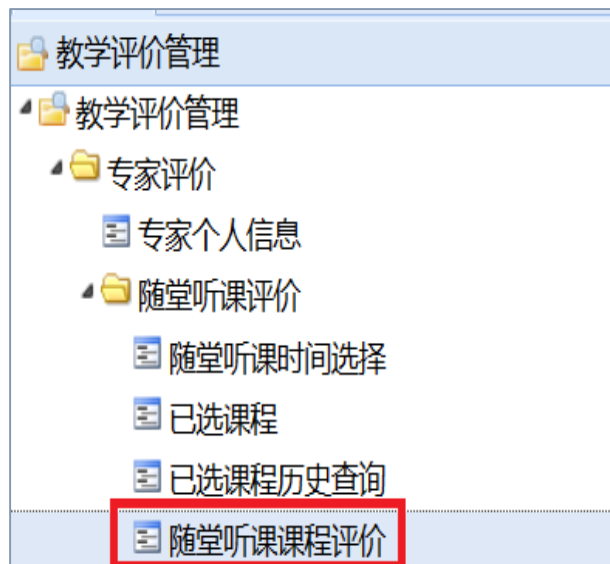 教学评价管理
教学评价管理
专家评价
专家个人信息
随堂听课评价
随堂听课时间选择
已选课程
已选课程历史查询
随堂听课课程评价